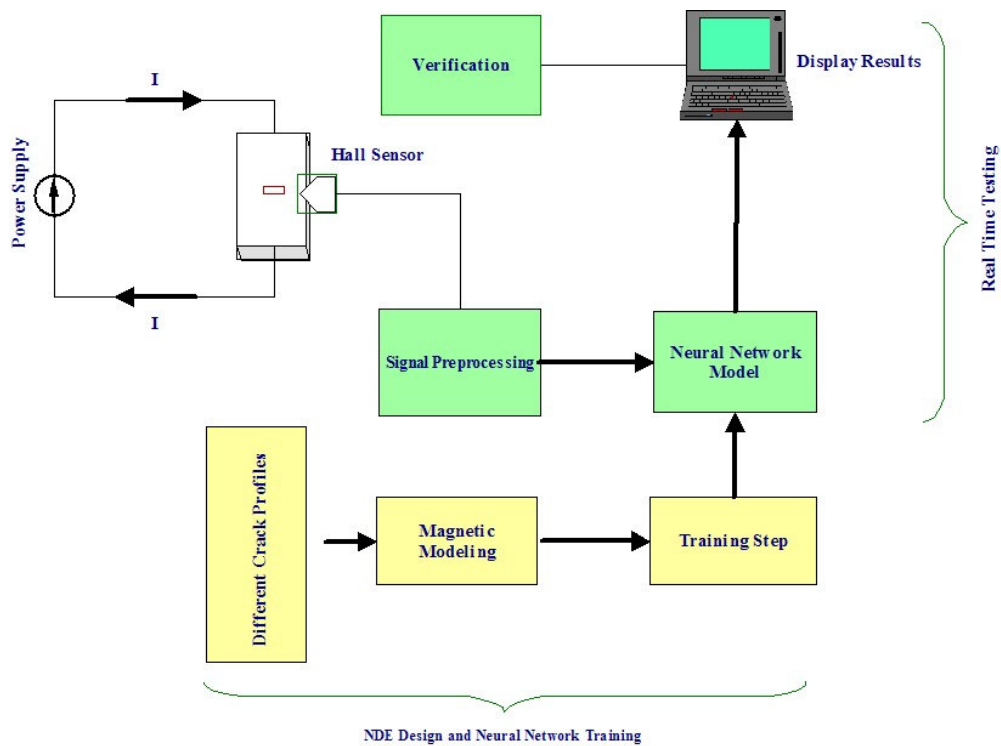 Verification
Display Results
I
Hall Sensor
Power Supply
I
Real Time Testing
Signal Preprocessing
Neural Network
Model
Different Crack Profiles
Magnetic
Modeling
Training Step
NDE Design and Neural Network Training